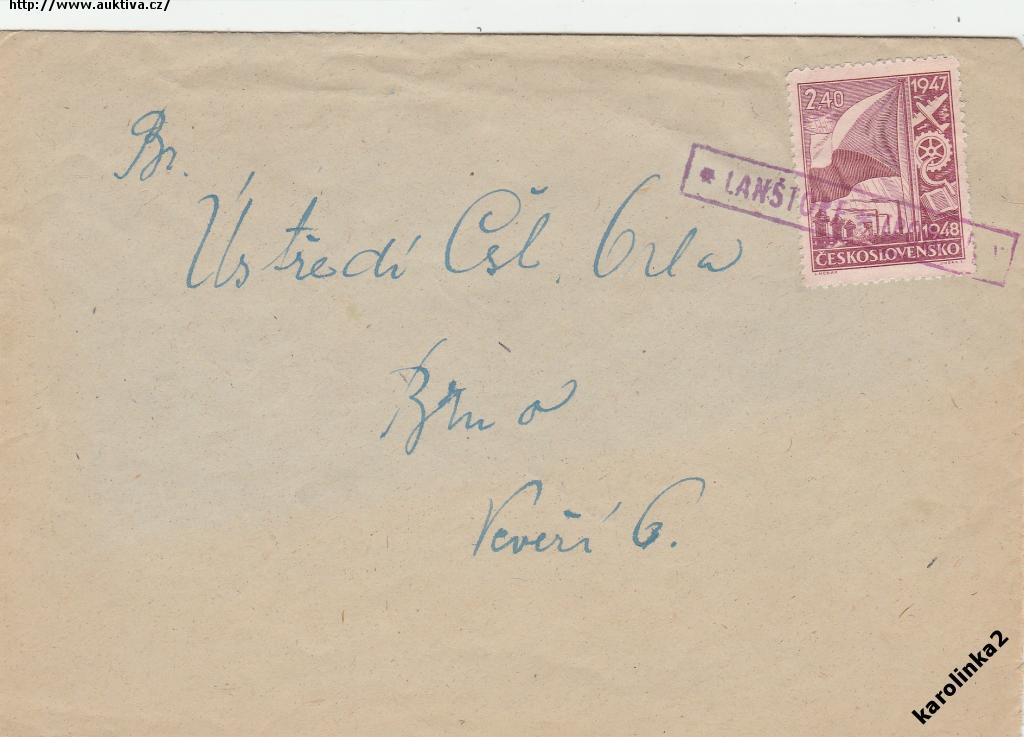 http://www.auktiva.cz/
Br.
Ústředí Čsl. Orla
Brno
Veveří 6.
* LANŠTO
2,40
1947
1948
ČESKOSLOVENSKO
karolinka2